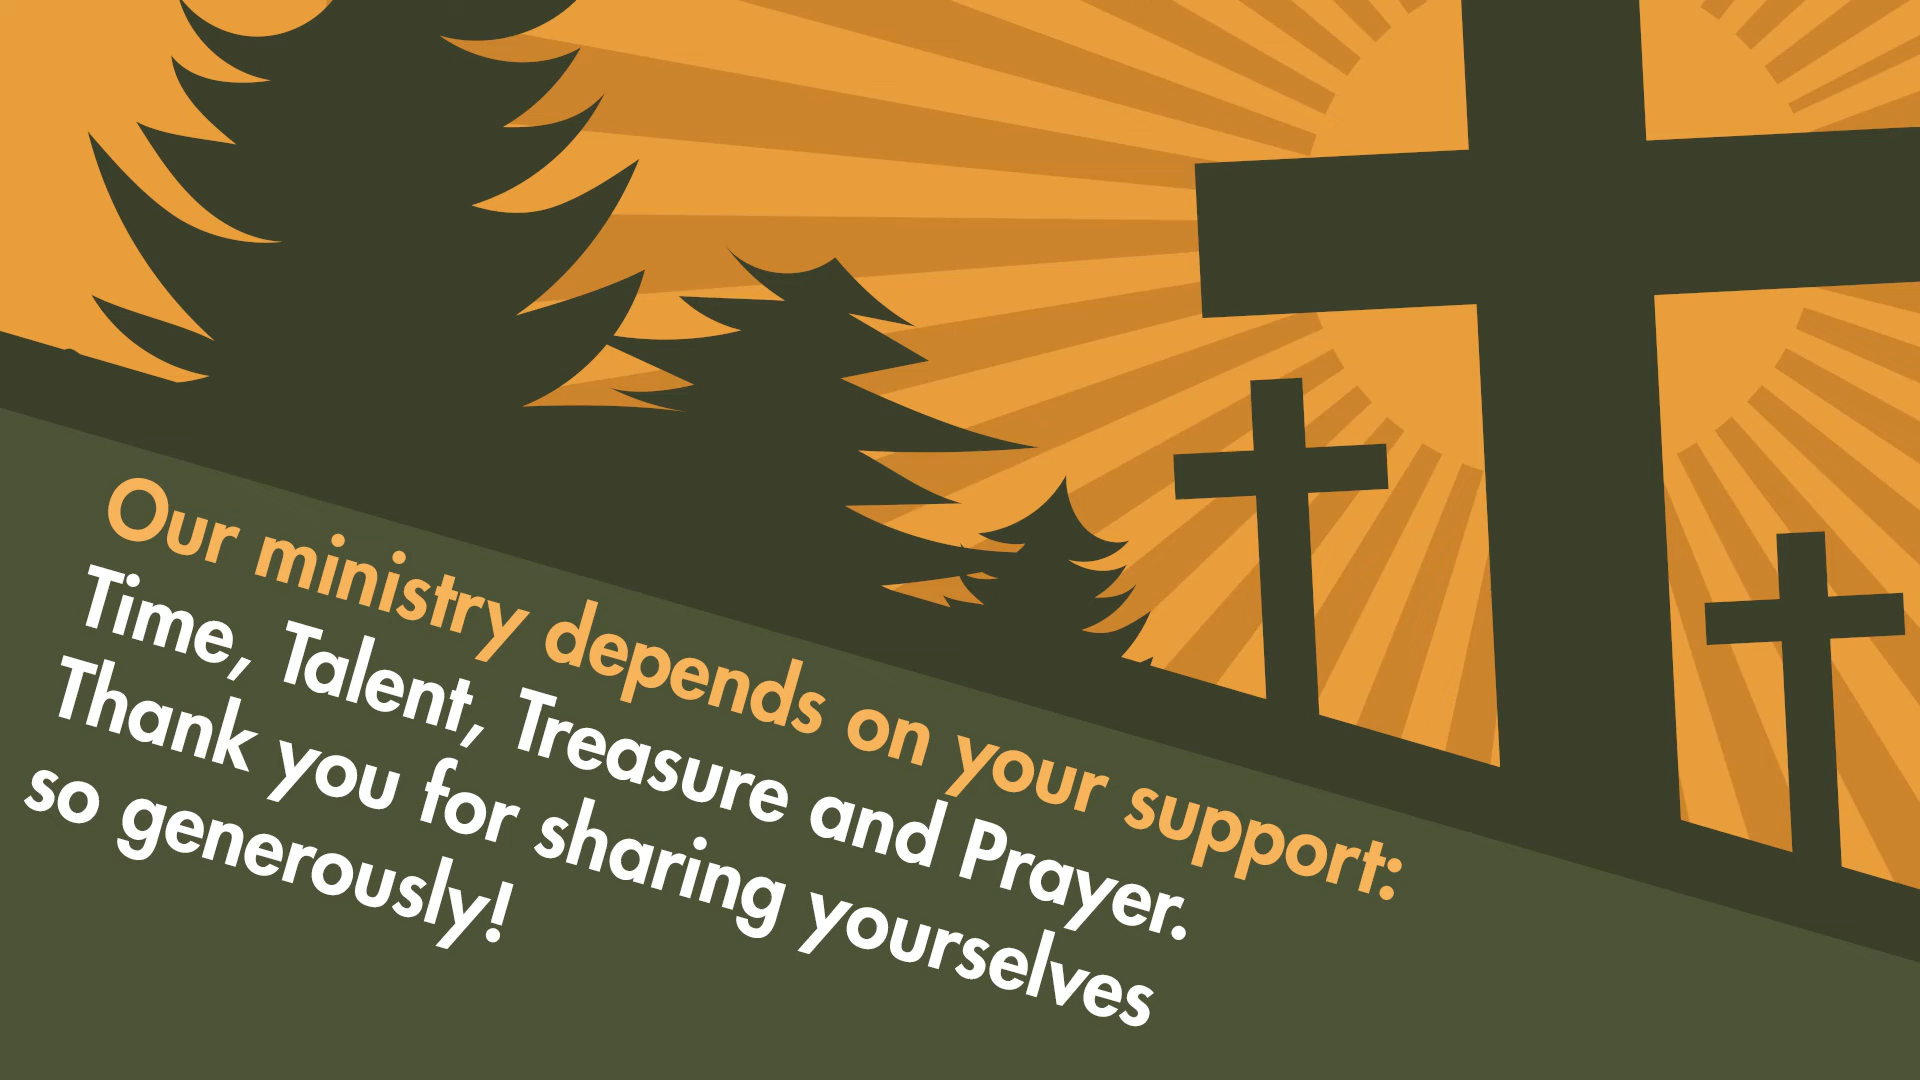 Our ministry depends on your support:
Time, Talent, Treasure and Prayer.
Thank you for sharing yourselves
so generously!